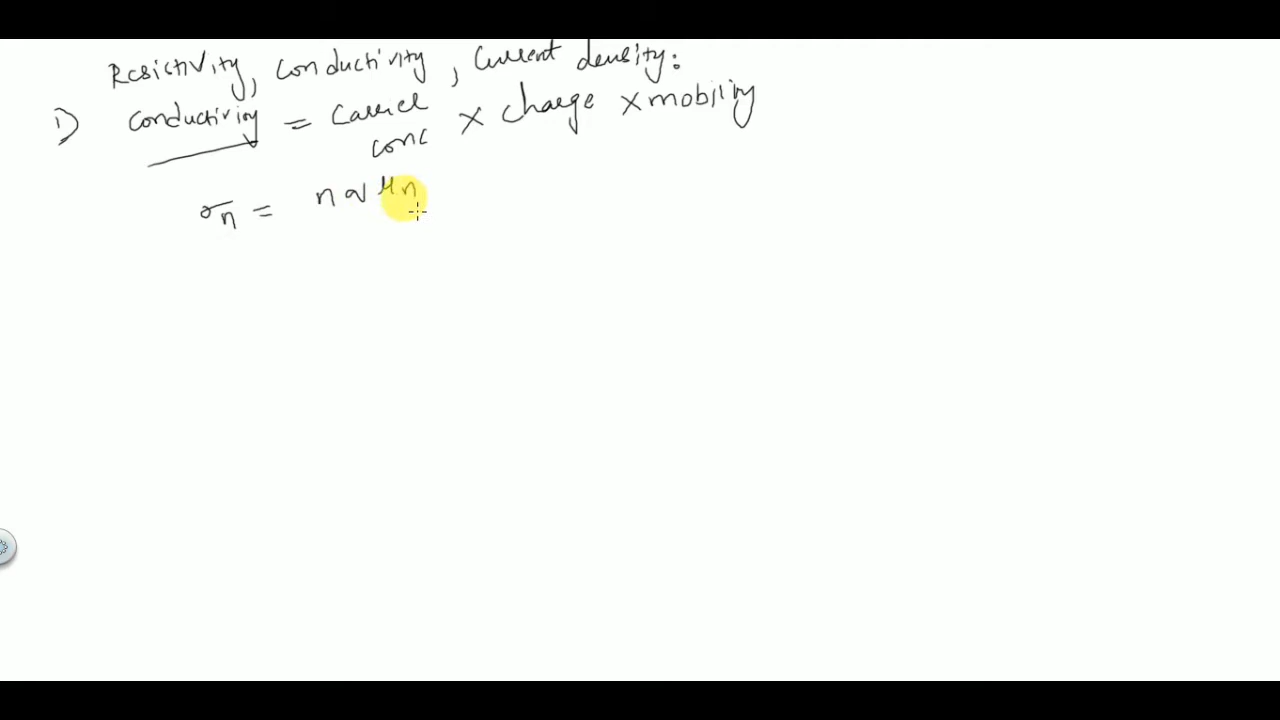 Resistivity, Conductivity, Current density:
1) Conductivity = Carrier conc × charge × mobility
σn = n q μn